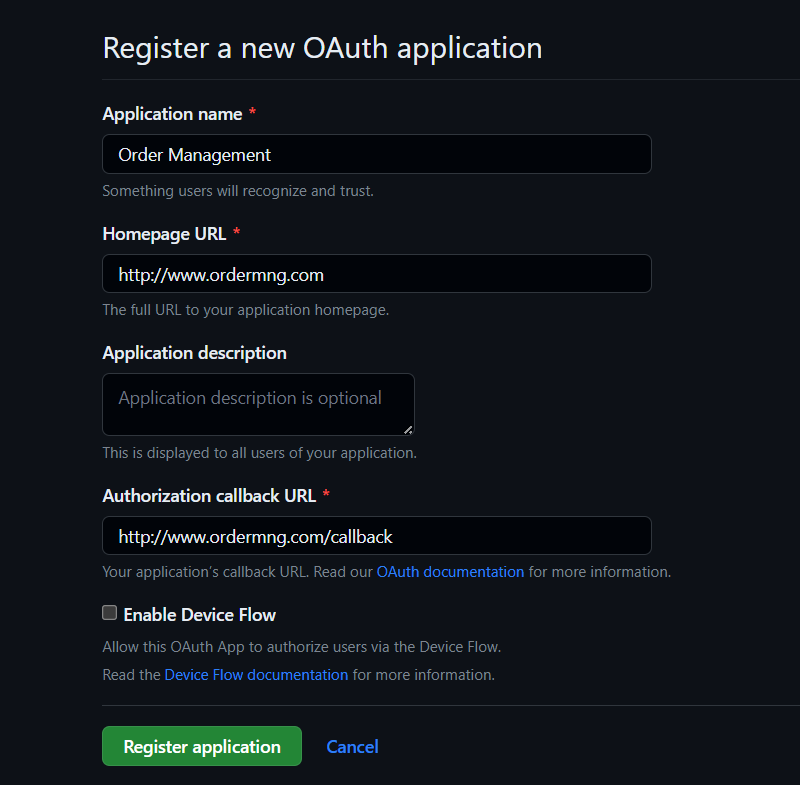 Register a new OAuth application
Application name *
Order Management
Something users will recognize and trust.
Homepage URL *
http://www.ordermng.com
The full URL to your application homepage.
Application description
Application description is optional
This is displayed to all users of your application.
Authorization callback URL *
http://www.ordermng.com/callback
Your application's callback URL. Read our OAuth documentation for more information.
Enable Device Flow
Allow this OAuth App to authorize users via the Device Flow.
Read the Device Flow documentation for more information.
Register application Cancel